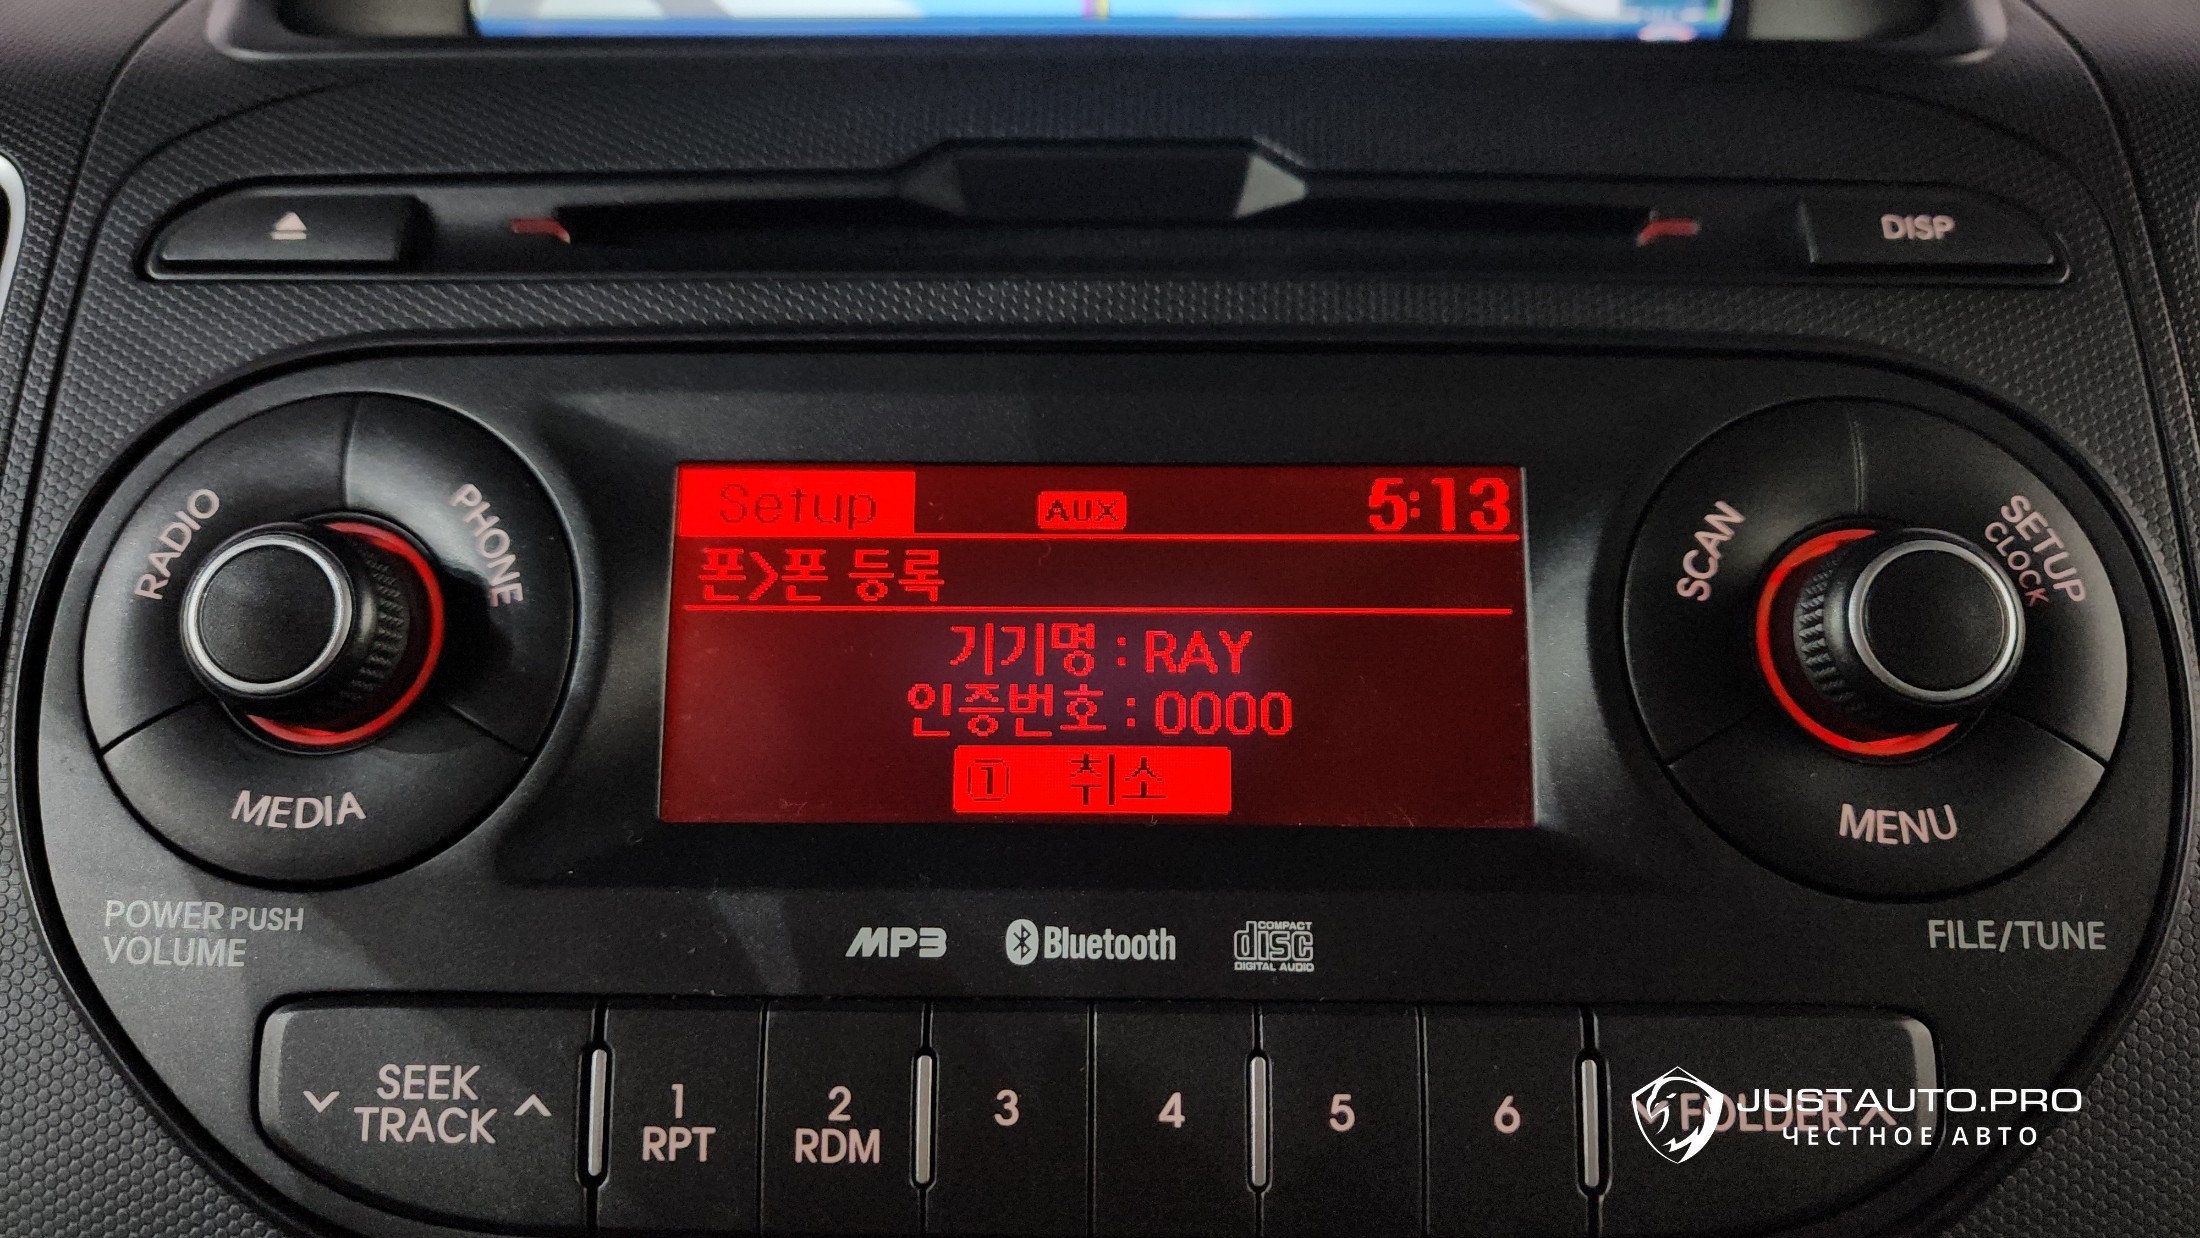 DISP
RADIO
PHONE
MEDIA
POWER PUSH
VOLUME
Setup AUX 5:13
폰>폰 등록
기기명 : RAY
인증번호 : 0000
1 취소
SCAN
SETUP
CLOCK
MENU
FILE/TUNE
MP3 Bluetooth COMPACT disc DIGITAL AUDIO
SEEK
TRACK
1
RPT
2
RDM
3
4
5
6
FOLDER
JUSTAUTO.PRO
ЧЕСТНОЕ АВТО